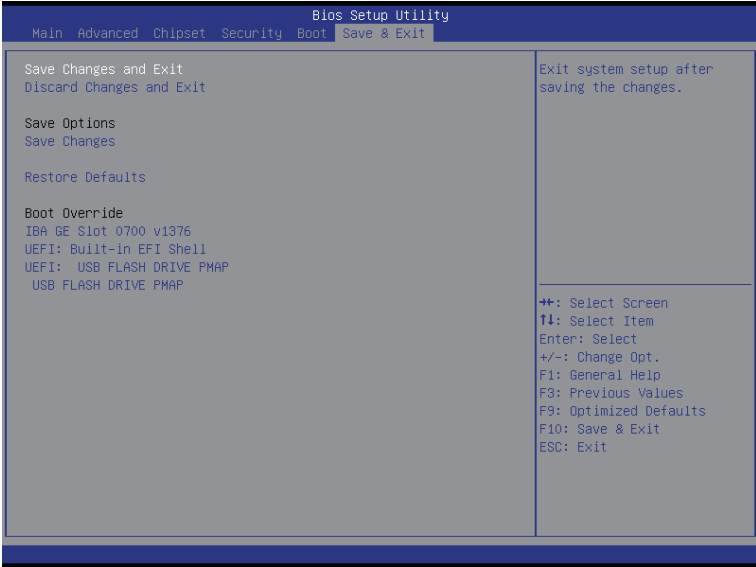 Bios Setup Utility
Main Advanced Chipset Security Boot Save & Exit
Save Changes and Exit
Discard Changes and Exit
Save Options
Save Changes
Restore Defaults
Boot Override
IBA GE Slot 0700 v1376
UEFI: Built-in EFI Shell
UEFI: USB FLASH DRIVE PMAP
USB FLASH DRIVE PMAP
Exit system setup after
saving the changes.
→←: Select Screen
↑↓: Select Item
Enter: Select
+/-: Change Opt.
F1: General Help
F3: Previous Values
F9: Optimized Defaults
F10: Save & Exit
ESC: Exit